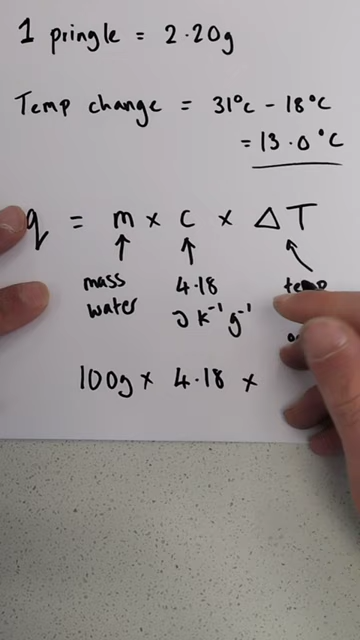 1 pringle = 2.20g
Temp change = 31°c - 18°c
= 13.0°C
q = m x c x ΔT
mass water
4.18 J K⁻¹ g⁻¹
temp
100g x 4.18 x